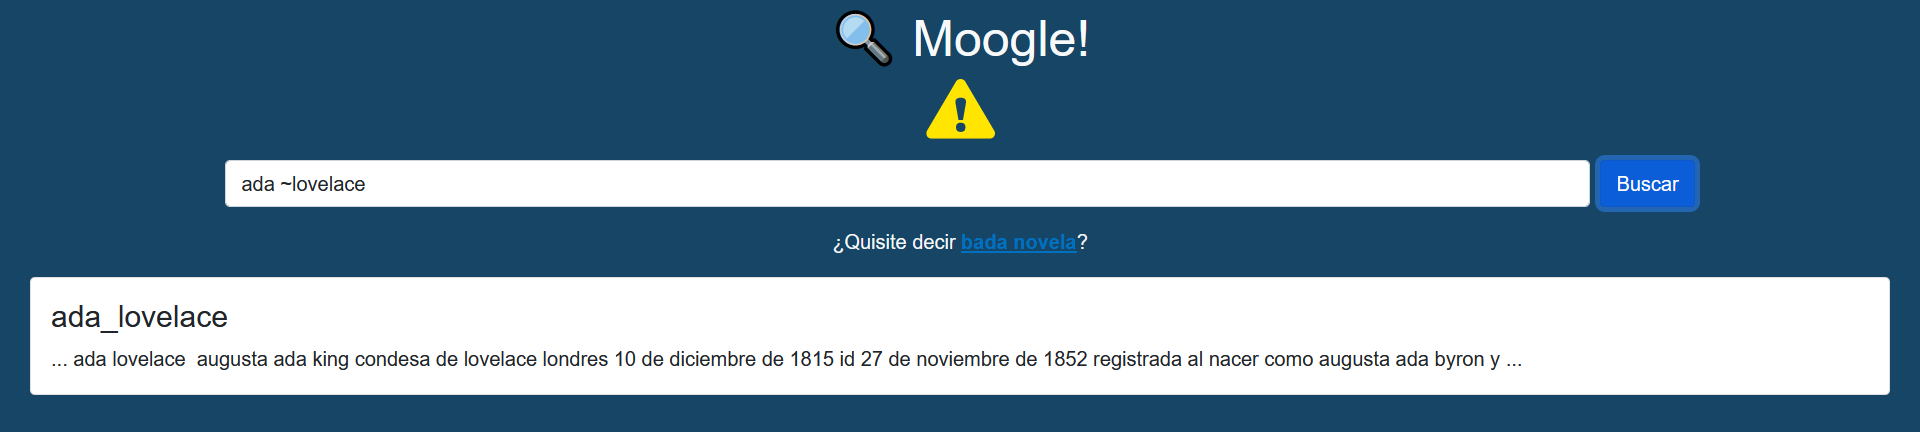 Moogle!
ada ~lovelace
Buscar
¿Quisite decir bada novela?
ada_lovelace
... ada lovelace  augusta ada king condesa de lovelace londres 10 de diciembre de 1815 id 27 de noviembre de 1852 registrada al nacer como augusta ada byron y ...